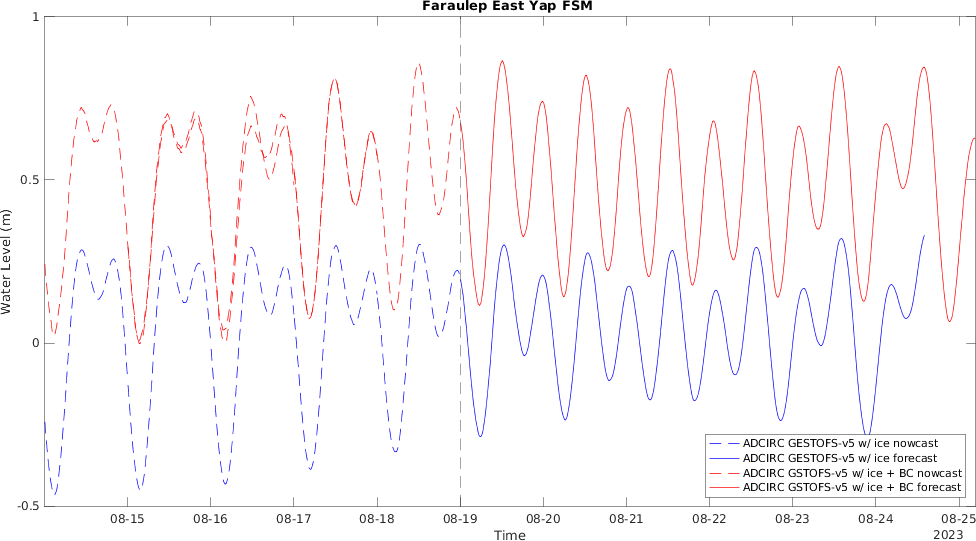 Faraulep East Yap FSM
1
0.5
0
-0.5
Water Level (m)
ADCIRC GESTOFS-v5 w/ ice nowcast
ADCIRC GESTOFS-v5 w/ ice forecast
ADCIRC GSTOFS-v5 w/ ice + BC nowcast
ADCIRC GSTOFS-v5 w/ ice + BC forecast
08-15 08-16 08-17 08-18 08-19 08-20 08-21 08-22 08-23 08-24 08-25
Time
2023